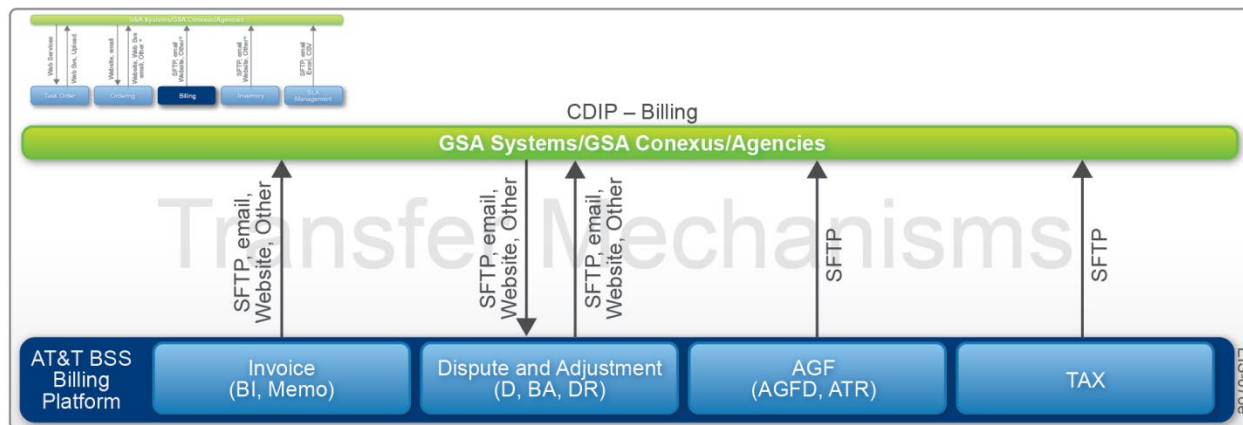 GSA Systems/GSA Conexus/Agencies
Web Services
Web Svs, Upload
Website, email
Website, Web Svs
email, Other *
SFTP, email
Website, Other*
SFTP, email
Website, Other*
SFTP, email
Excel, CSV
Task Order
Ordering
Billing
Inventory
SLA
Management
CDIP – Billing
GSA Systems/GSA Conexus/Agencies
Transfer Mechanisms
SFTP, email,
Website, Other
SFTP, email,
Website, Other
SFTP, email,
Website, Other
SFTP
SFTP
AT&T BSS
Billing
Platform
Invoice
(BI, Memo)
Dispute and Adjustment
(D, BA, DR)
AGF
(AGFD, ATR)
TAX